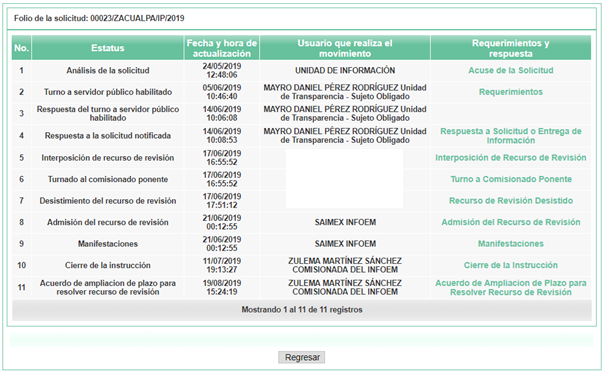 Folio de la solicitud: 00023/ZACUALPA/IP/2019
No. Estatus Fecha y hora de actualización Usuario que realiza el movimiento Requerimientos y respuesta
1 Análisis de la solicitud 24/05/2019 12:48:06 UNIDAD DE INFORMACIÓN Acuse de la Solicitud
2 Turno a servidor público habilitado 05/06/2019 10:46:40 MAYRO DANIEL PÉREZ RODRÍGUEZ Unidad de Transparencia - Sujeto Obligado Requerimientos
3 Respuesta del turno a servidor público habilitado 14/06/2019 10:06:08 MAYRO DANIEL PÉREZ RODRÍGUEZ Unidad de Transparencia - Sujeto Obligado
4 Respuesta a la solicitud notificada 14/06/2019 10:08:53 MAYRO DANIEL PÉREZ RODRÍGUEZ Unidad de Transparencia - Sujeto Obligado Respuesta a Solicitud o Entrega de Información
5 Interposición de recurso de revisión 17/06/2019 16:55:52 Interposición de Recurso de Revisión
6 Turnado al comisionado ponente 17/06/2019 16:55:52 Turno a Comisionado Ponente
7 Desistimiento del recurso de revisión 17/06/2019 17:51:12 Recurso de Revisión Desistido
8 Admisión del recurso de revisión 21/06/2019 00:12:55 SAIMEX INFOEM Admisión del Recurso de Revisión
9 Manifestaciones 21/06/2019 00:12:55 SAIMEX INFOEM Manifestaciones
10 Cierre de la instrucción 11/07/2019 19:13:27 ZULEMA MARTÍNEZ SÁNCHEZ COMISIONADA DEL INFOEM Cierre de la Instrucción
11 Acuerdo de ampliacion de plazo para resolver recurso de revisión 19/08/2019 15:24:19 ZULEMA MARTÍNEZ SÁNCHEZ COMISIONADA DEL INFOEM Acuerdo de Ampliacion de Plazo para Resolver Recurso de Revisión
Mostrando 1 al 11 de 11 registros
Regresar